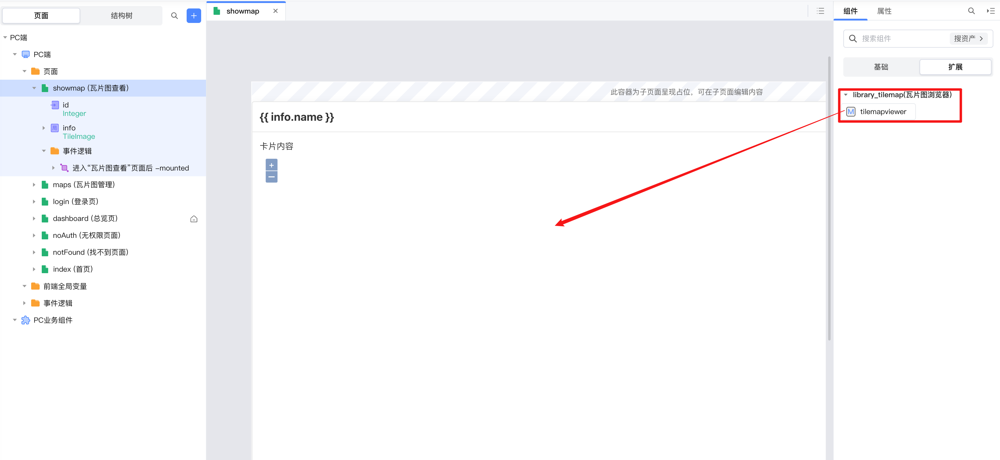 页面
结构树
PC端
PC端
页面
showmap (瓦片图查看)
id
Integer
局
info
TileImage
事件逻辑
进入“瓦片图查看”页面后 -mounted
maps (瓦片图管理)
login (登录页)
dashboard (总览页)
noAuth (无权限页面)
notFound (找不到页面)
index (首页)
前端全局变量
事件逻辑
PC业务组件
showmap
此容器为子页面呈现占位，可在子页面编辑内容
{{ info.name }}
卡片内容
+
−
组件
属性
搜索组件
搜资产
基础
扩展
library_tilemap(瓦片图浏览器)
M tilemapviewer